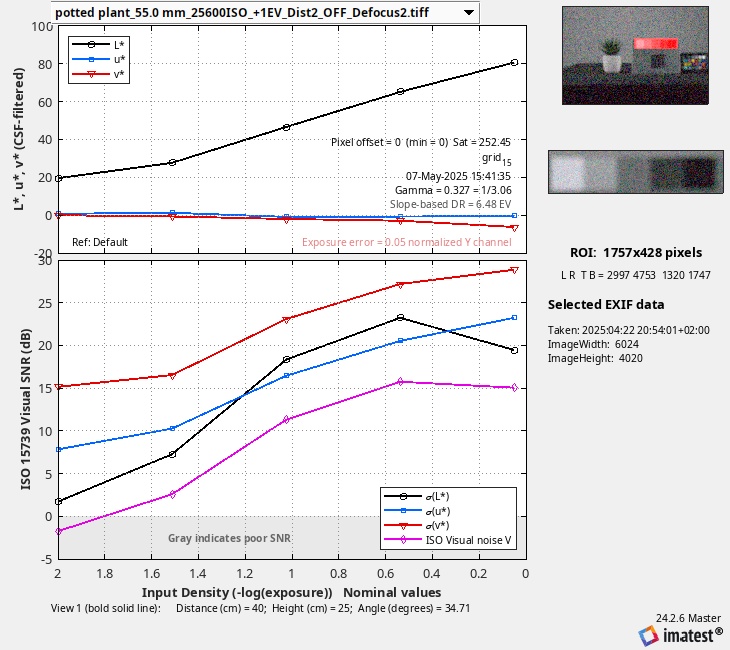 potted plant_55.0 mm_25600ISO_+1EV_Dist2_OFF_Defocus2.tiff
100
80
60
40
20
0
-20
L*, u*, v* (CSF-filtered)
L*
u*
v*
Pixel offset = 0 (min = 0) Sat = 252.45
grid15
07-May-2025 15:41:35
Gamma = 0.327 = 1/3.06
Slope-based DR = 6.48 EV
Ref: Default
Exposure error = 0.05 normalized Y channel
30
25
20
15
10
5
0
-5
ISO 15739 Visual SNR (dB)
σ(L*)
σ(u*)
σ(v*)
ISO Visual noise V
Gray indicates poor SNR
2 1.8 1.6 1.4 1.2 1 0.8 0.6 0.4 0.2 0
Input Density (-log(exposure)) Nominal values
View 1 (bold solid line): Distance (cm) = 40; Height (cm) = 25; Angle (degrees) = 34.71
ROI: 1757x428 pixels
L R T B = 2997 4753 1320 1747
Selected EXIF data
Taken: 2025:04:22 20:54:01+02:00
ImageWidth: 6024
ImageHeight: 4020
24.2.6 Master
imatest®